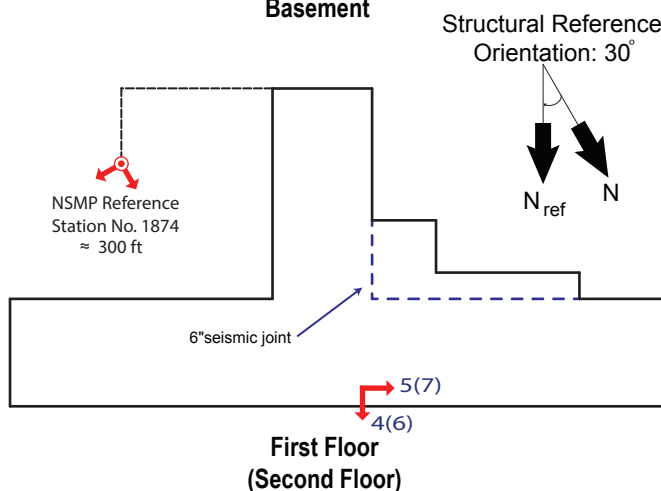 Basement
Structural Reference
Orientation: 30°
N ref
N
NSMP Reference
Station No. 1874
≈ 300 ft
6"seismic joint
5(7)
4(6)
First Floor
(Second Floor)